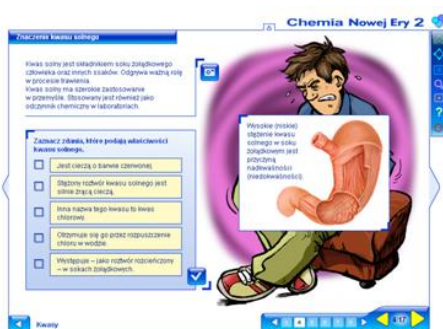 Chemia Nowej Ery 2
Znaczenie kwasu solnego
Kwas solny jest składnikiem soku żołądkowego
człowieka oraz innych ssaków. Odgrywa ważną rolę
w procesie trawienia.
Kwas solny ma szerokie zastosowanie
w przemyśle. Stosowany jest również jako
odczynnik chemiczny w laboratoriach.
Wysokie (niskie)
stężenie kwasu
solnego w soku
żołądkowym jest
przyczyną
nadkwaśności
(niedokwaśności).
Zaznacz zdania, które podają właściwości
kwasu solnego.
Jest cieczą o barwie czerwonej.
Stężony roztwór kwasu solnego jest
silnie żrącą cieczą.
Inna nazwa tego kwasu to kwas
chlorowy.
Otrzymuje się go przez rozpuszczenie
chloru w wodzie.
Występuje – jako roztwór rozcieńczony
– w sokach żołądkowych.
Kwasy